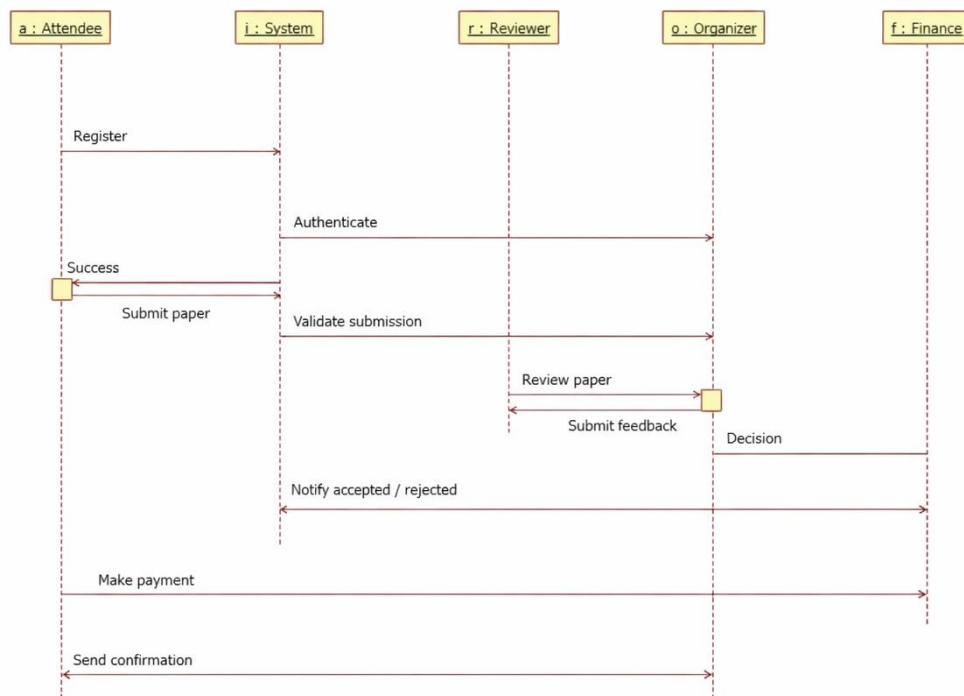 a : Attendee
i : System
r : Reviewer
o : Organizer
f : Finance
Register
Authenticate
Success
Submit paper
Validate submission
Review paper
Submit feedback
Decision
Notify accepted / rejected
Make payment
Send confirmation